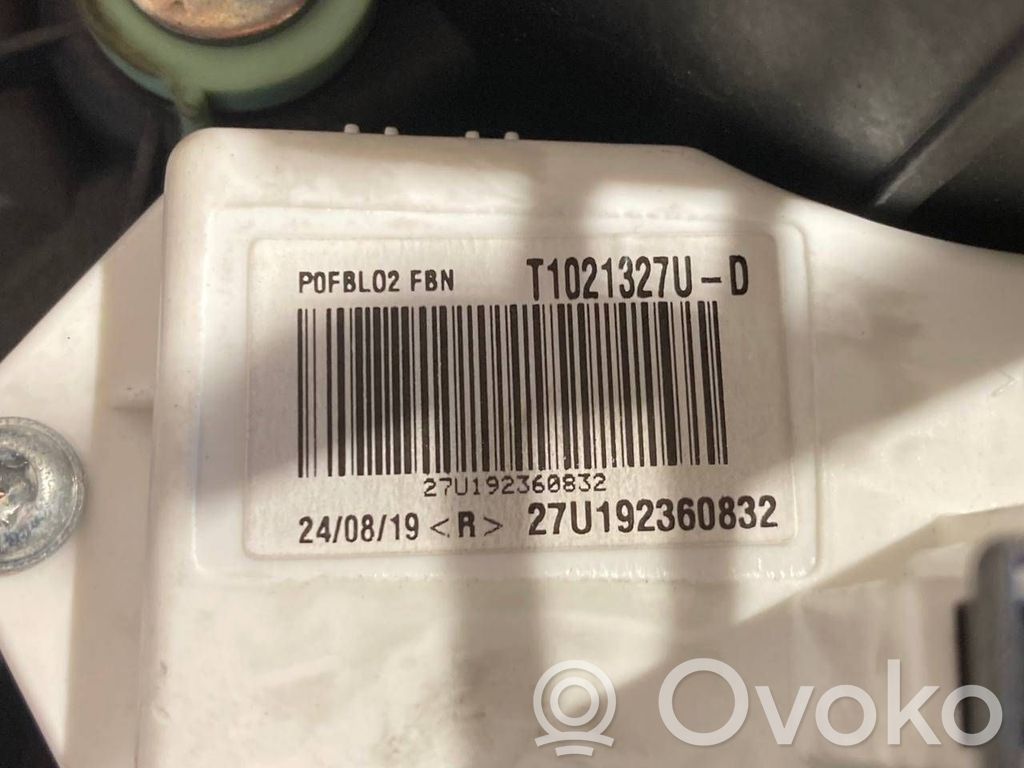 P0FBL02 FBN T1021327U-D
27U192360832
24/08/19 <R> 27U192360832
Ovoko